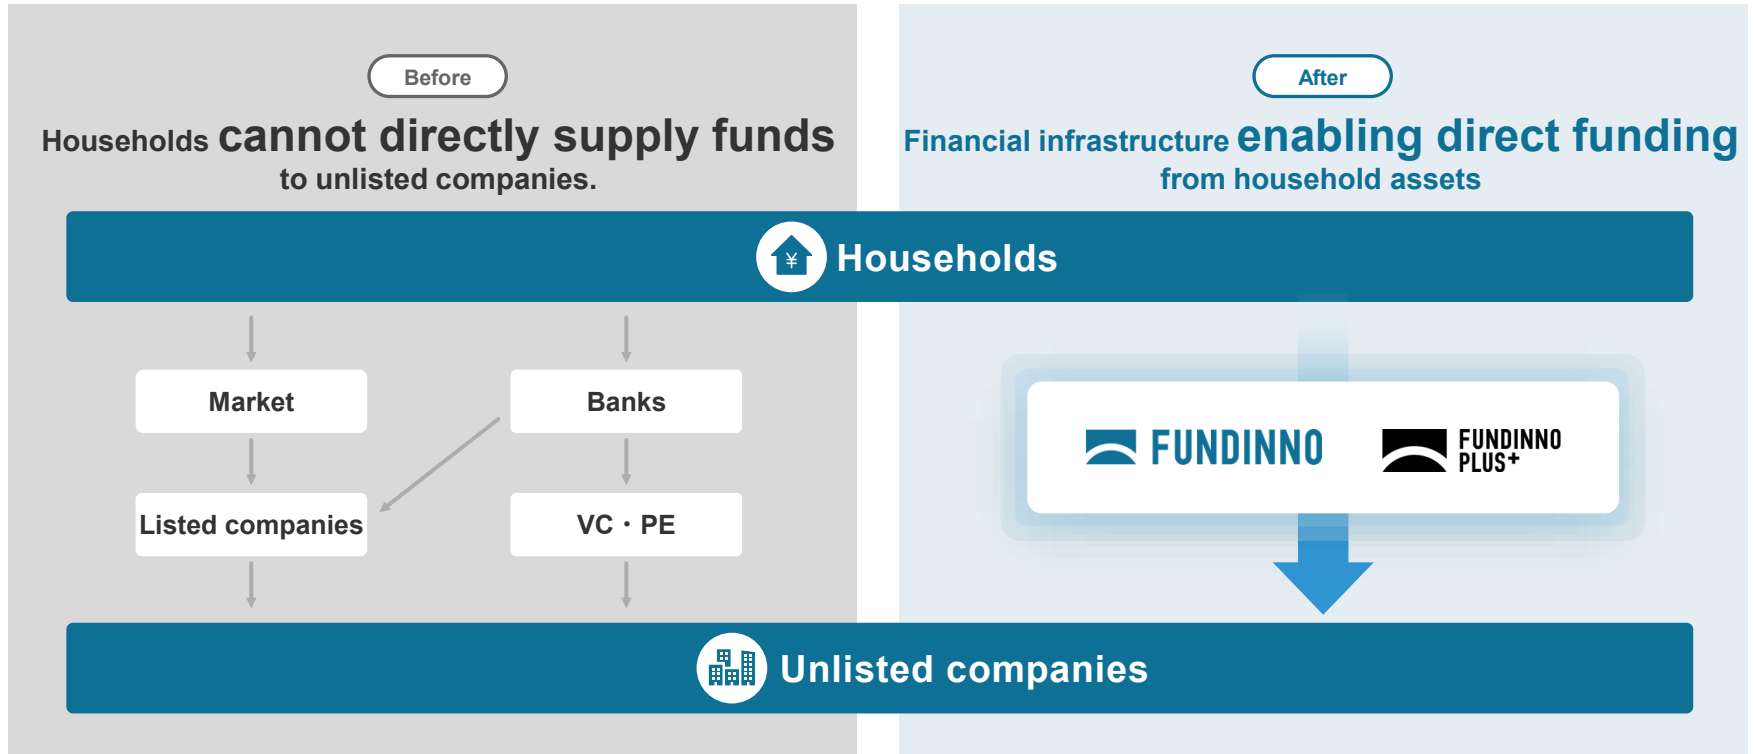 Before
Households cannot directly supply funds
to unlisted companies.
After
Financial infrastructure enabling direct funding
from household assets
¥
Households
Market
Banks
Listed companies
VC・PE
FUNDINNO
FUNDINNO
PLUS+
Unlisted companies